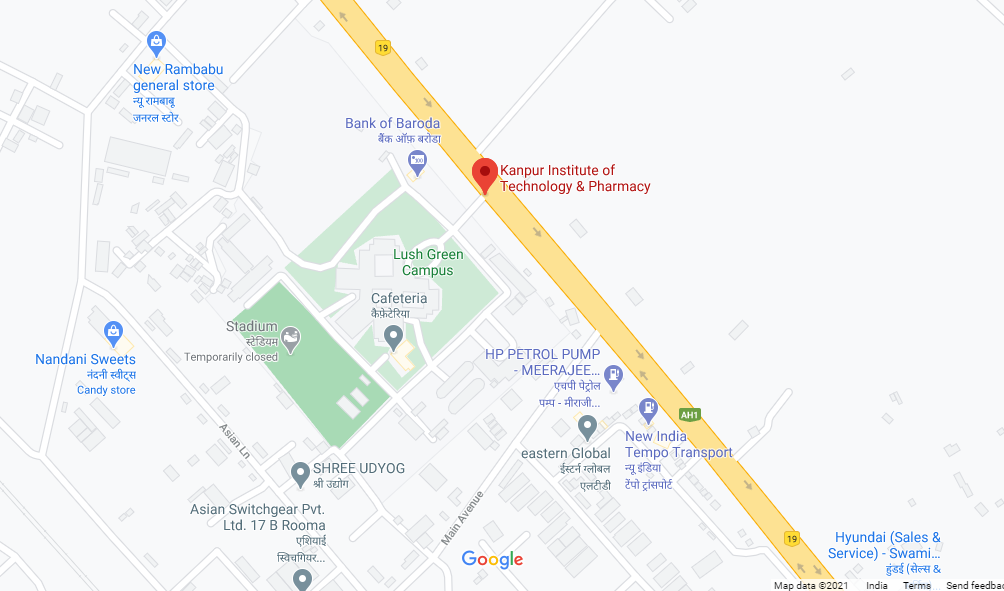 19
New Rambabu
general store
न्यू रामबाबू
जनरल स्टोर
Bank of Baroda
बैंक ऑफ़ बरोडा
Kanpur Institute of
Technology & Pharmacy
Lush Green
Campus
Cafeteria
कैफ़ेटेरिया
Stadium
स्टेडियम
Temporarily closed
Nandani Sweets
नंदनी स्वीट्स
Candy store
HP PETROL PUMP
- MEERAJEE...
एचपी पेट्रोल
पम्प - मीराजी...
AH1
New India
Tempo Transport
न्यू इंडिया
टेंपो ट्रांसपोर्ट
eastern Global
ईस्टर्न ग्लोबल
एलटीडी
Asian Ln
SHREE UDYOG
श्री उद्योग
Asian Switchgear Pvt.
Ltd. 17 B Rooma
एशियाई
स्विचगियर...
Main Avenue
19
Hyundai (Sales &
Service) - Swami...
हुंडई (सेल्स &
Google
Map data ©2021 India Terms Send feedbac